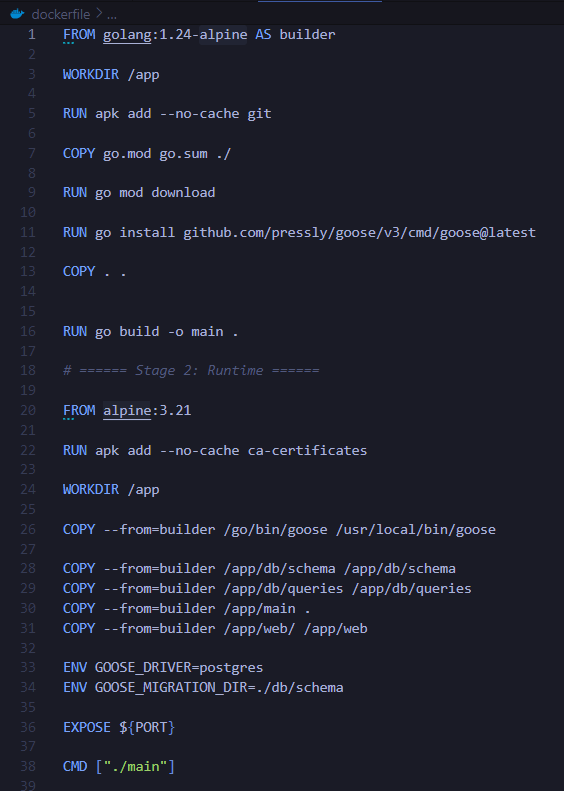 dockerfile > ...
1 FROM golang:1.24-alpine AS builder
2
3 WORKDIR /app
4
5 RUN apk add --no-cache git
6
7 COPY go.mod go.sum ./
8
9 RUN go mod download
10
11 RUN go install github.com/pressly/goose/v3/cmd/goose@latest
12
13 COPY . .
14
15
16 RUN go build -o main .
17
18 # ====== Stage 2: Runtime ======
19
20 FROM alpine:3.21
21
22 RUN apk add --no-cache ca-certificates
23
24 WORKDIR /app
25
26 COPY --from=builder /go/bin/goose /usr/local/bin/goose
27
28 COPY --from=builder /app/db/schema /app/db/schema
29 COPY --from=builder /app/db/queries /app/db/queries
30 COPY --from=builder /app/main .
31 COPY --from=builder /app/web/ /app/web
32
33 ENV GOOSE_DRIVER=postgres
34 ENV GOOSE_MIGRATION_DIR=./db/schema
35
36 EXPOSE ${PORT}
37
38 CMD ["./main"]
39